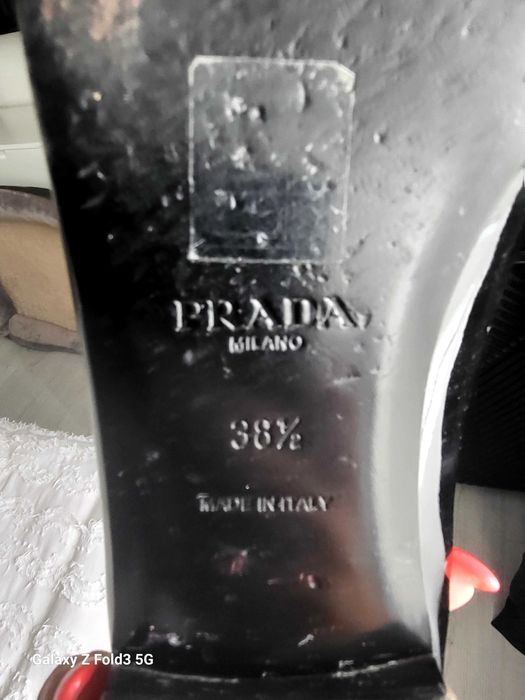 PRADA
MILANO
38½
MADE IN ITALY
Galaxy Z Fold3 5G